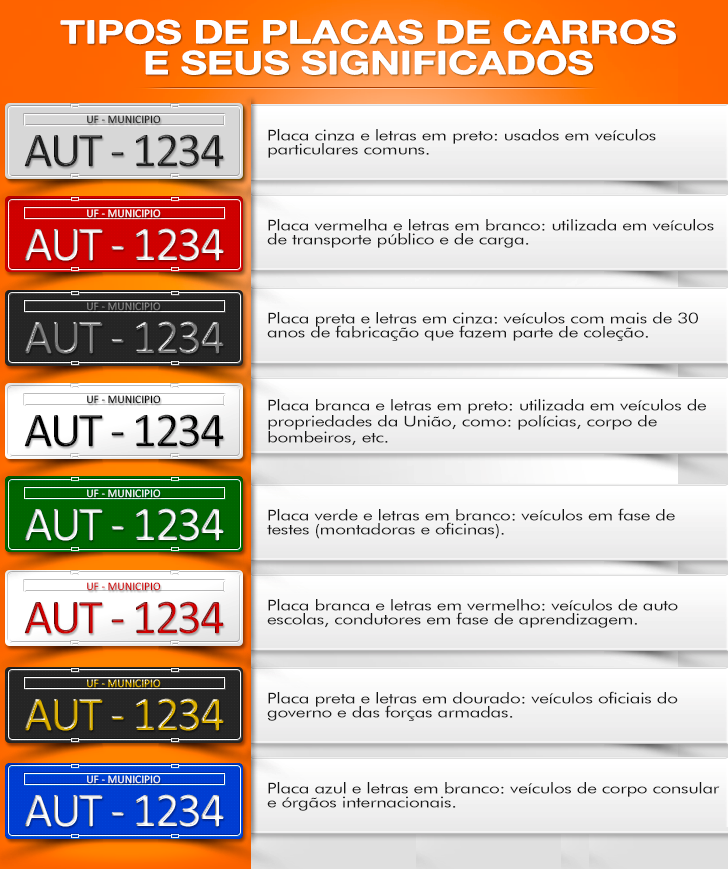 TIPOS DE PLACAS DE CARROS
E SEUS SIGNIFICADOS
UF - MUNICIPIO
AUT - 1234
Placa cinza e letras em preto: usados em veículos
particulares comuns.
UF - MUNICIPIO
AUT - 1234
Placa vermelha e letras em branco: utilizada em veículos
de transporte público e de carga.
UF - MUNICIPIO
AUT - 1234
Placa preta e letras em cinza: veículos com mais de 30
anos de fabricação que fazem parte de coleção.
UF - MUNICIPIO
AUT - 1234
Placa branca e letras em preto: utilizada em veículos de
propriedades da União, como: polícias, corpo de
bombeiros, etc.
UF - MUNICIPIO
AUT - 1234
Placa verde e letras em branco: veículos em fase de
testes (montadoras e oficinas).
UF - MUNICIPIO
AUT - 1234
Placa branca e letras em vermelho: veículos de auto
escolas, condutores em fase de aprendizagem.
UF - MUNICIPIO
AUT - 1234
Placa preta e letras em dourado: veículos oficiais do
governo e das forças armadas.
UF - MUNICIPIO
AUT - 1234
Placa azul e letras em branco: veículos de corpo consular
e órgãos internacionais.